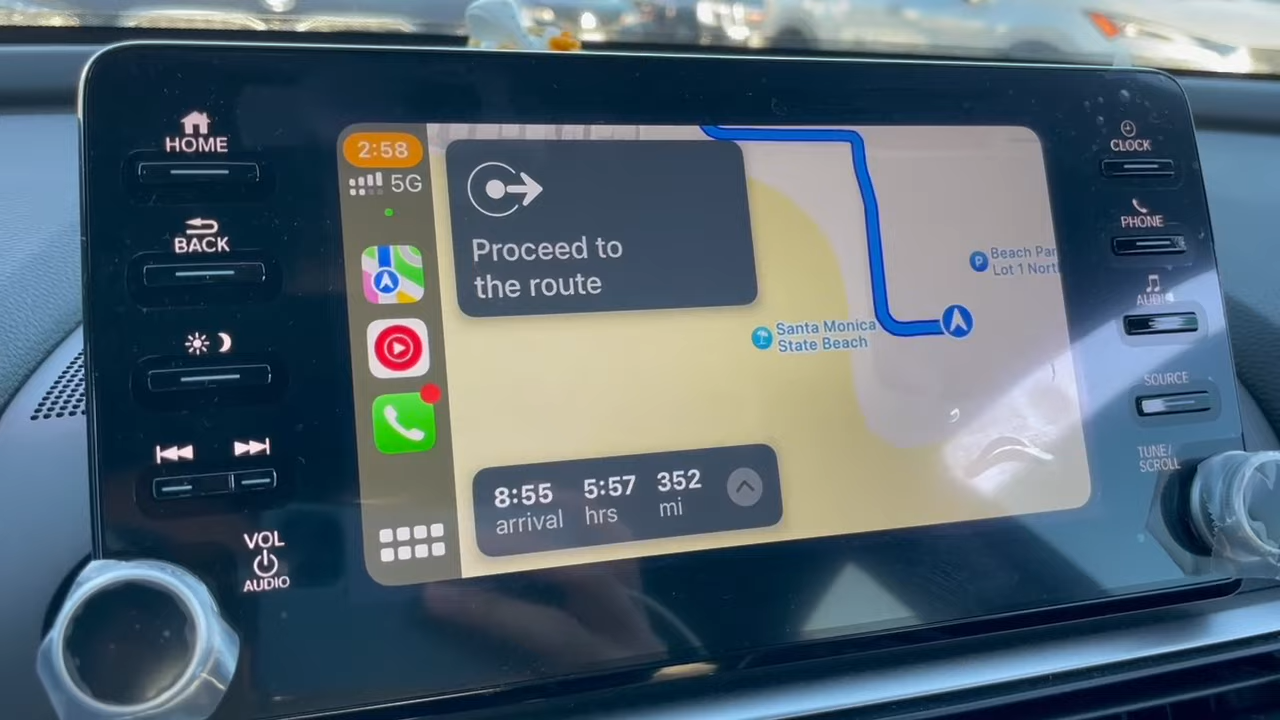 HOME
BACK
VOL
AUDIO
2:58
5G
Proceed to
the route
Santa Monica
State Beach
P
Beach Par
Lot 1 Nort
8:55 5:57 352
arrival hrs mi
CLOCK
PHONE
AUDIO
SOURCE
TUNE/
SCROLL